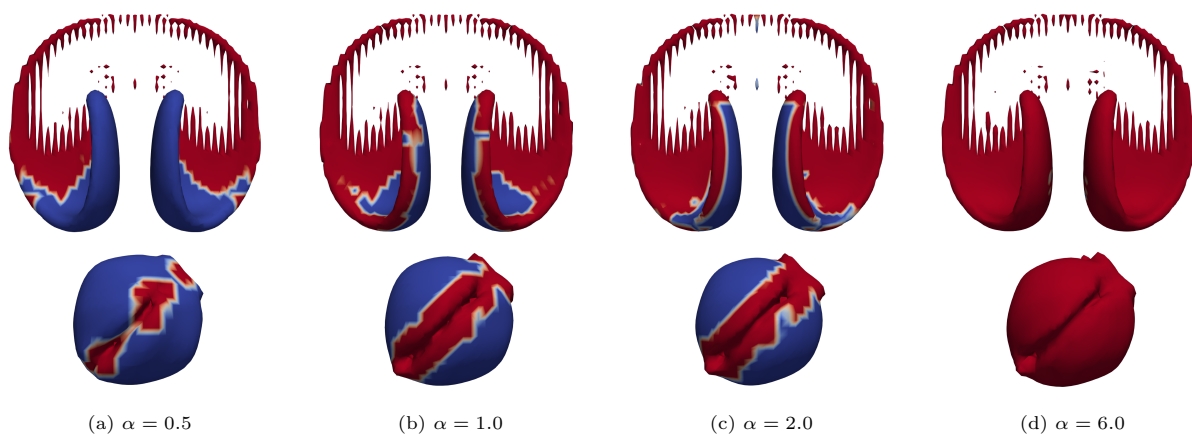 (a) α = 0.5
(b) α = 1.0
(c) α = 2.0
(d) α = 6.0